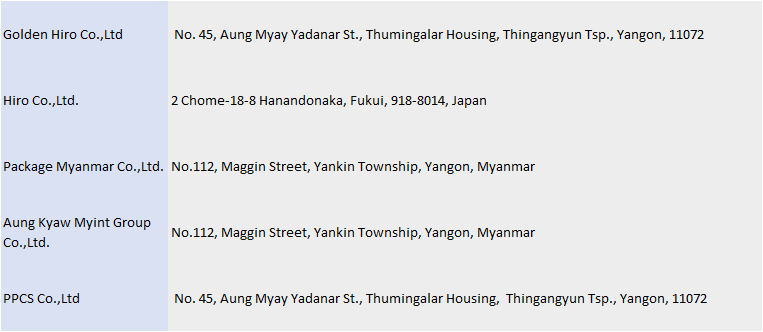 Golden Hiro Co.,Ltd No. 45, Aung Myay Yadanar St., Thumingalar Housing, Thingangyun Tsp., Yangon, 11072
Hiro Co.,Ltd. 2 Chome-18-8 Hanandonaka, Fukui, 918-8014, Japan
Package Myanmar Co.,Ltd. No.112, Maggin Street, Yankin Township, Yangon, Myanmar
Aung Kyaw Myint Group
Co.,Ltd. No.112, Maggin Street, Yankin Township, Yangon, Myanmar
PPCS Co.,Ltd No. 45, Aung Myay Yadanar St., Thumingalar Housing, Thingangyun Tsp., Yangon, 11072